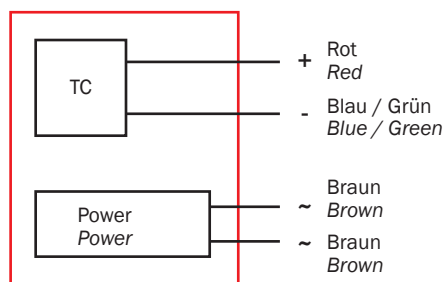 TC
+ Rot
Red
- Blau / Grün
Blue / Green
Power
Power
~ Braun
Brown
~ Braun
Brown